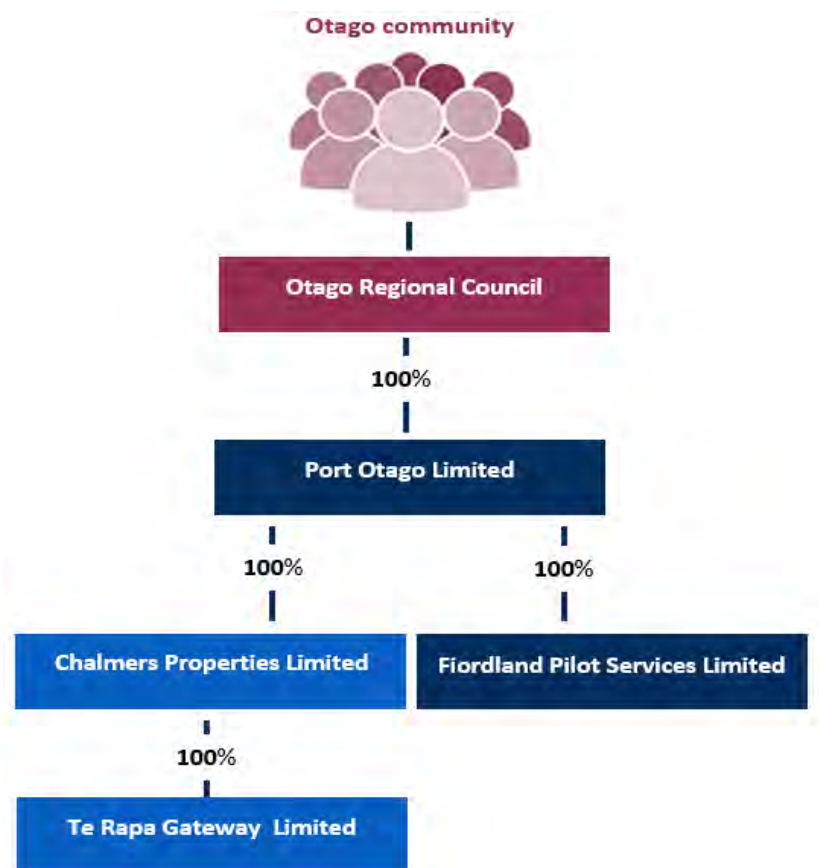 Otago community
Otago Regional Council
100%
Port Otago Limited
100%
100%
Chalmers Properties Limited
Fiordland Pilot Services Limited
100%
Te Rapa Gateway Limited